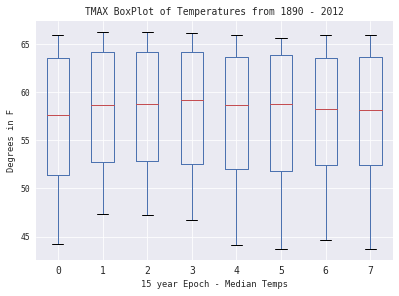 TMAX BoxPlot of Temperatures from 1890 - 2012
Degrees in F
65
60
55
50
45
0 1 2 3 4 5 6 7
15 year Epoch - Median Temps